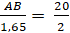 AB/1,65 = 20/2